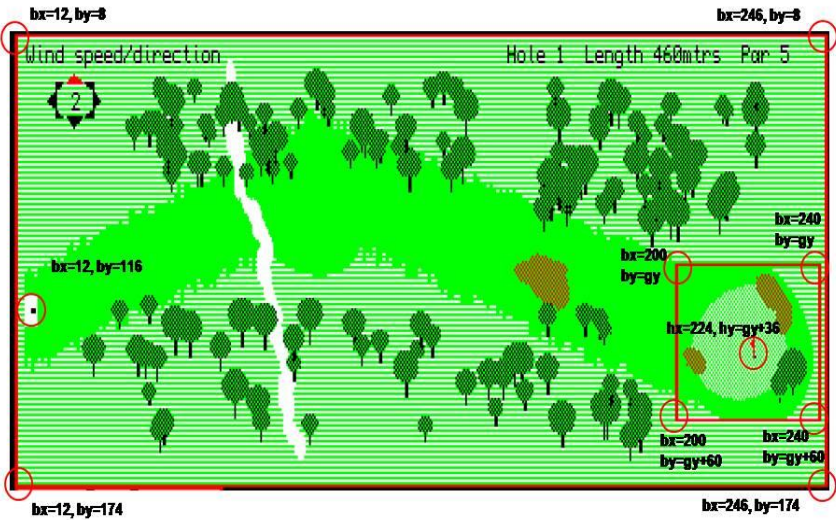 bx=12, by=8
bx=246, by=8
Wind speed/direction
Hole 1 Length 460mtrs Par 5
2
bx=240
by=gy
bx=200
by=gy
bx=12, by=116
hx=224, hy=gy+36
bx=200
by=gy+60
bx=240
by=gy+60
bx=12, by=174
bx=246, by=174